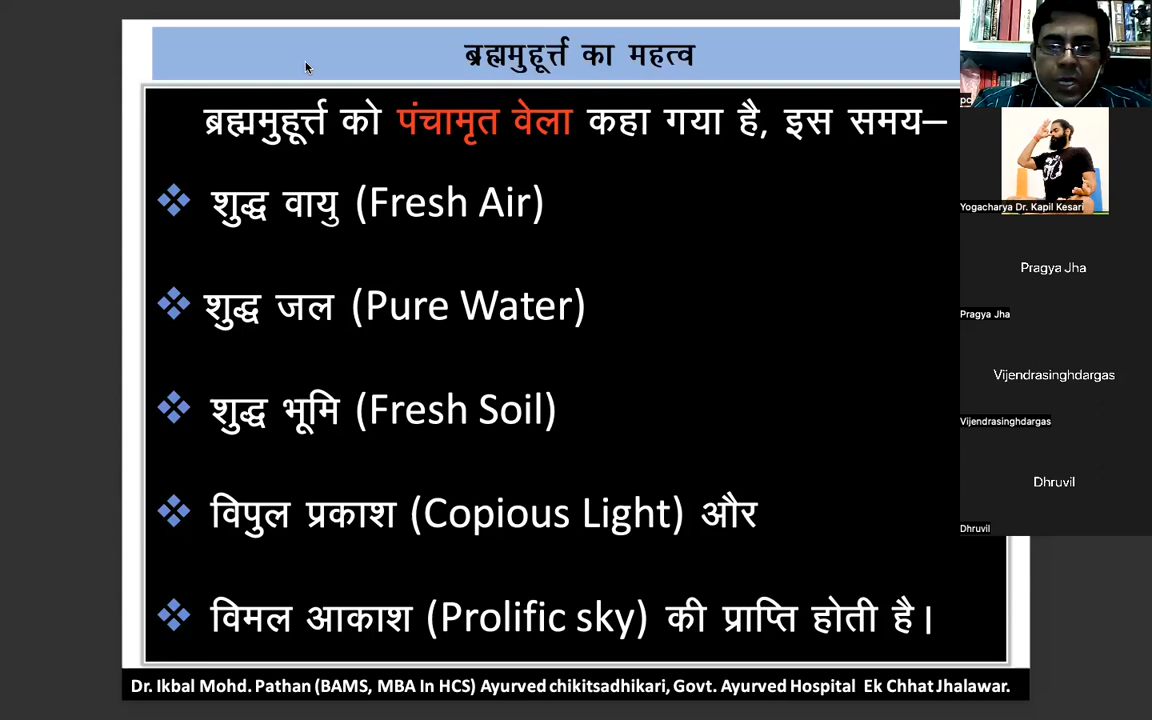 ब्रह्ममुहूर्त्त का महत्व
ब्रह्ममुहूर्त्त को पंचामृत वेला कहा गया है, इस समय–
शुद्ध वायु (Fresh Air)
शुद्ध जल (Pure Water)
शुद्ध भूमि (Fresh Soil)
विपुल प्रकाश (Copious Light) और
विमल आकाश (Prolific sky) की प्राप्ति होती है।
Dr. Ikbal Mohd. Pathan (BAMS, MBA In HCS) Ayurved chikitsadhikari, Govt. Ayurved Hospital Ek Chhat Jhalawar.
Yogacharya Dr. Kapil Kesari
Pragya Jha
Pragya Jha
Vijendrasinghdargas
Vijendrasinghdargas
Dhruvil
Dhruvil